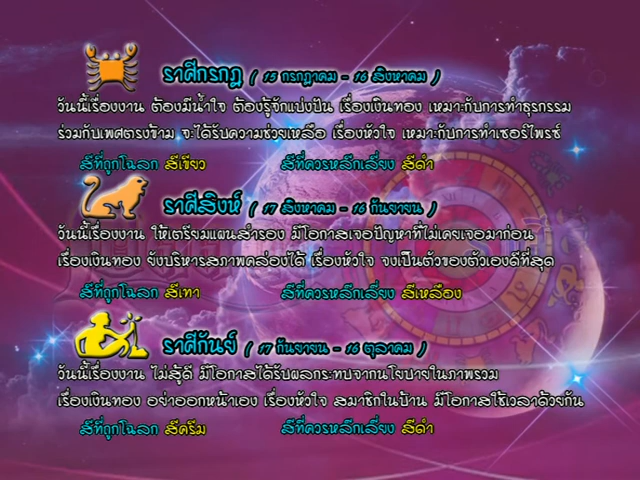 ราศีกรกฎ ( 15 กรกฎาคม - 16 สิงหาคม )
วันนี้เรื่องงาน ต้องมีน้ำใจ ต้องรู้จักแบ่งปัน เรื่องเงินทอง เหมาะกับการทำธุรกรรม
ร่วมกับเพศตรงข้าม จะได้รับความช่วยเหลือ เรื่องหัวใจ เหมาะกับการทำเซอร์ไพรซ์
สีที่ถูกโฉลก สีเขียว สีที่ควรหลีกเลี่ยง สีดำ
ราศีสิงห์ ( 17 สิงหาคม - 16 กันยายน )
วันนี้เรื่องงาน ให้เตรียมแผนสำรอง มีโอกาสเจอปัญหาที่ไม่เคยเจอมาก่อน
เรื่องเงินทอง ยังบริหารสภาพคล่องได้ เรื่องหัวใจ จงเป็นตัวของตัวเองดีที่สุด
สีที่ถูกโฉลก สีเทา สีที่ควรหลีกเลี่ยง สีเหลือง
ราศีกันย์ ( 17 กันยายน - 16 ตุลาคม )
วันนี้เรื่องงาน ไม่สู้ดี มีโอกาสได้รับผลกระทบจากนโยบายในภาพรวม
เรื่องเงินทอง อย่าออกหน้าเอง เรื่องหัวใจ สมาชิกในบ้าน มีโอกาสใช้เวลาด้วยกัน
สีที่ถูกโฉลก สีครีม สีที่ควรหลีกเลี่ยง สีดำ